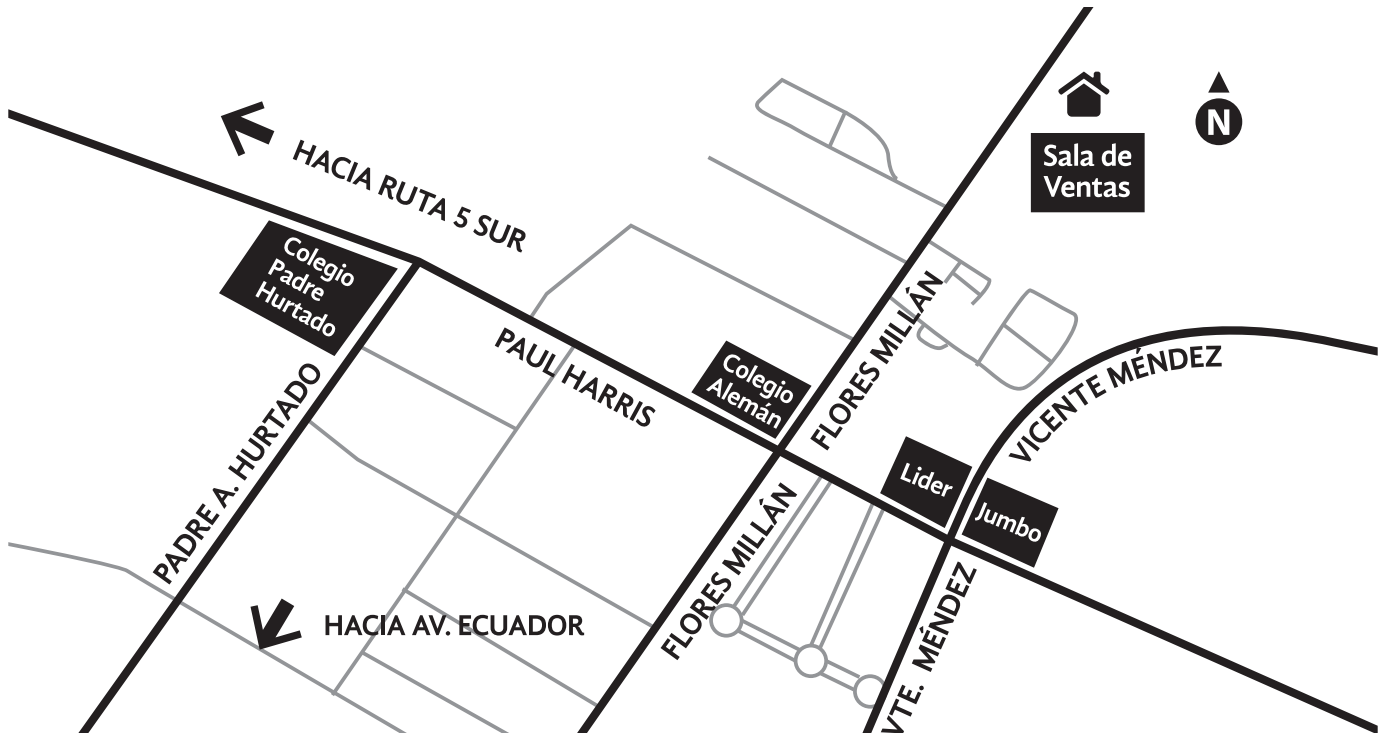 N
Sala de
Ventas
HACIA RUTA 5 SUR
Colegio
Padre
Hurtado
PAUL HARRIS
Colegio
Alemán
FLORES MILLÁN
VICENTE MÉNDEZ
PADRE A. HURTADO
Lider
Jumbo
FLORES MILLÁN
HACIA AV. ECUADOR
VTE. MÉNDEZ